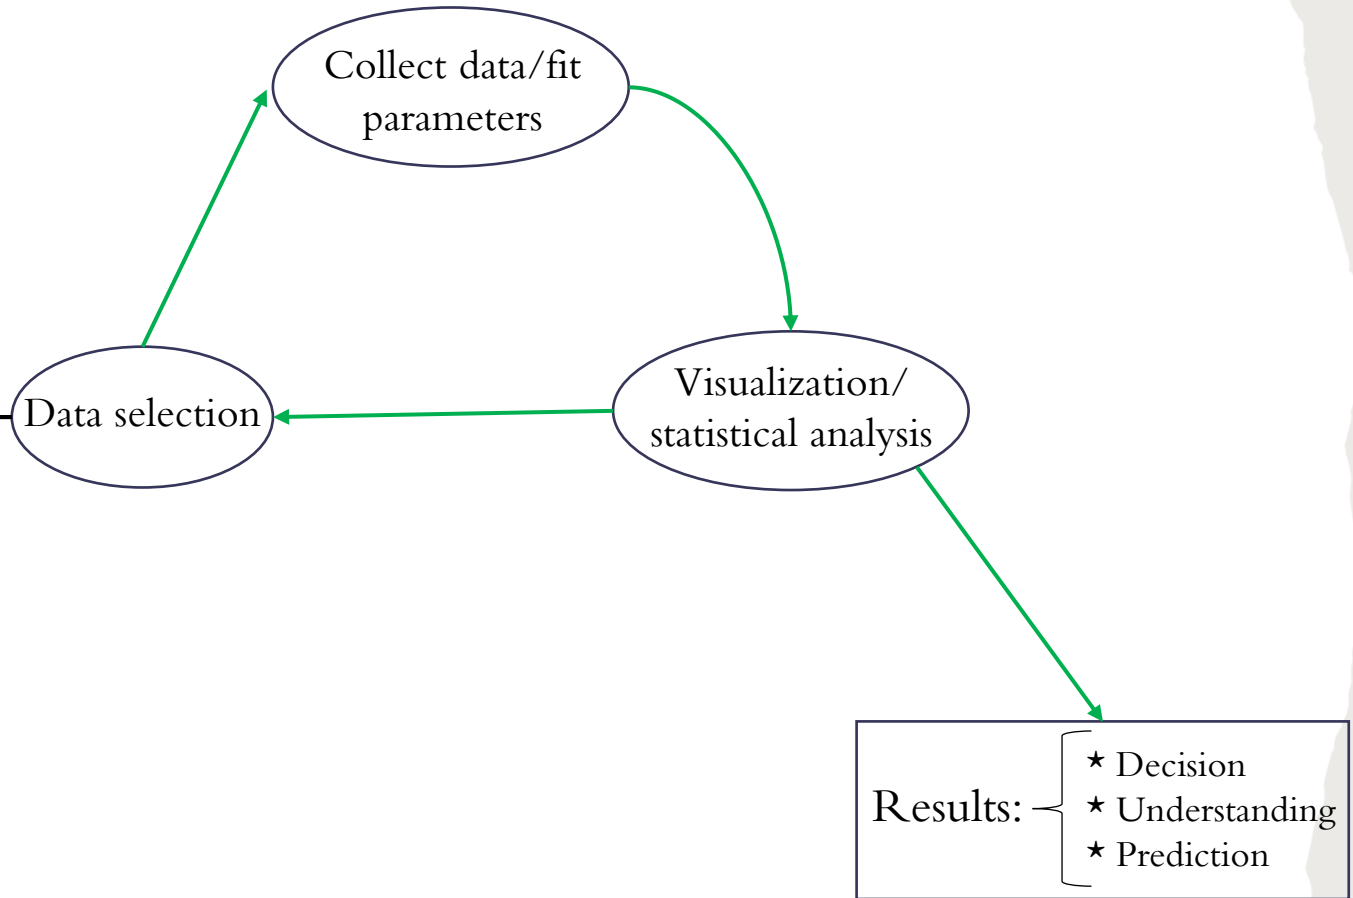 Collect data/fit
parameters
Data selection
Visualization/
statistical analysis
Results:
★ Decision
★ Understanding
★ Prediction